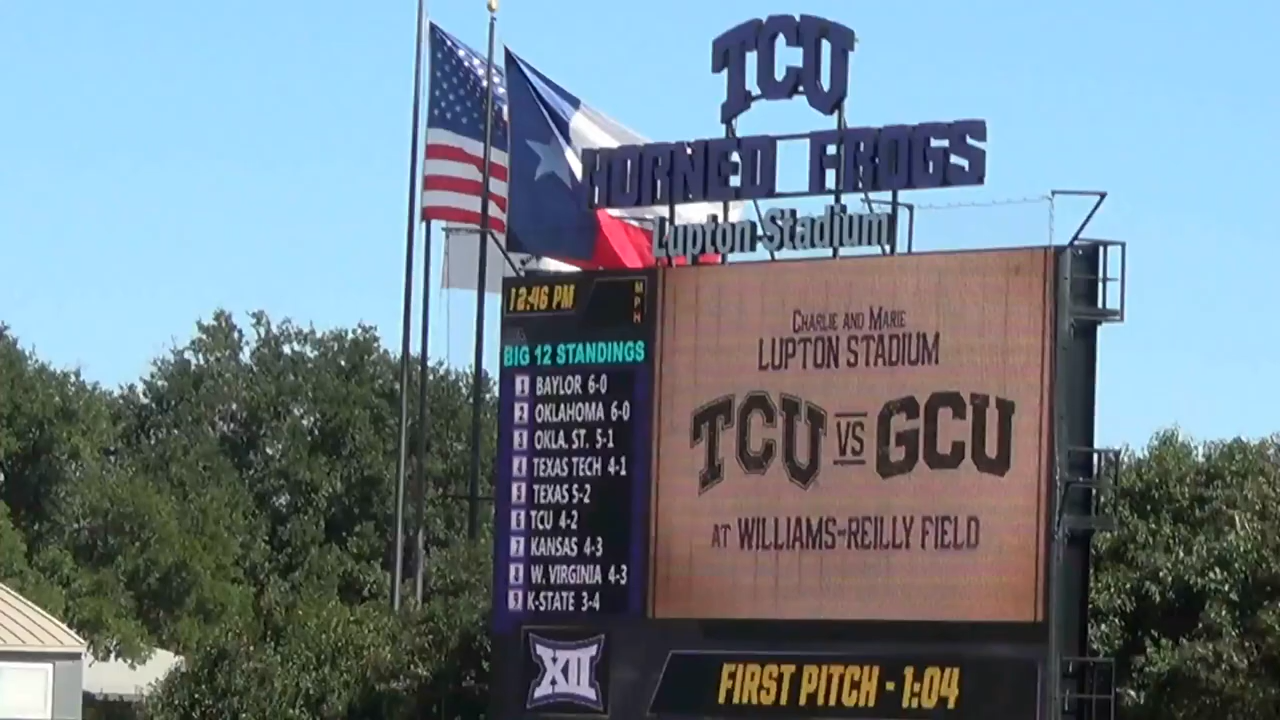 TCU
HORNED FROGS
Lupton Stadium
12:46 PM
MPH
BIG 12 STANDINGS
1 BAYLOR 6-0
2 OKLAHOMA 6-0
3 OKLA. ST. 5-1
4 TEXAS TECH 4-1
5 TEXAS 5-2
6 TCU 4-2
7 KANSAS 4-3
8 W. VIRGINIA 4-3
9 K-STATE 3-4
CHARLIE AND MARIE
LUPTON STADIUM
TCU VS GCU
AT WILLIAMS-REILLY FIELD
XII
FIRST PITCH - 1:04